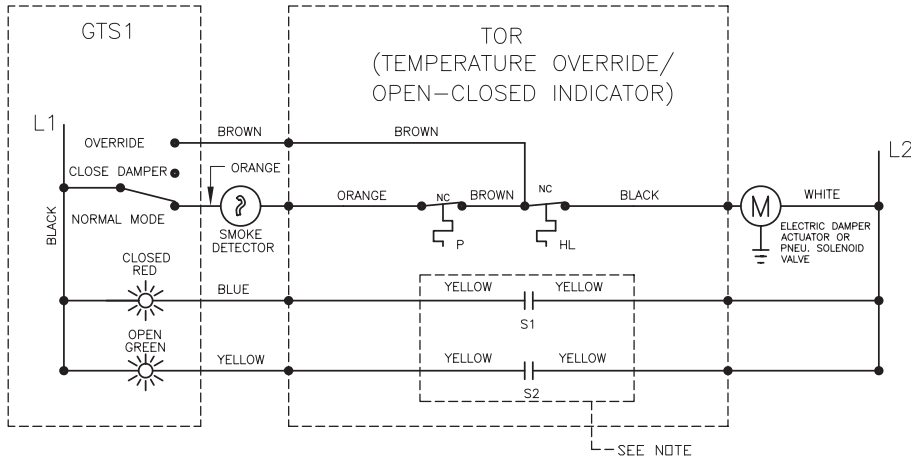 GTS1
TOR
(TEMPERATURE OVERRIDE/
OPEN-CLOSED INDICATOR)
L1
L2
OVERRIDE
BROWN
BROWN
CLOSE DAMPER
ORANGE
NORMAL MODE
SMOKE
DETECTOR
ORANGE
NC
BROWN
NC
BLACK
P
HL
M
WHITE
ELECTRIC DAMPER
ACTUATOR OR
PNEU. SOLENOID
VALVE
BLACK
CLOSED
RED
BLUE
YELLOW
YELLOW
S1
OPEN
GREEN
YELLOW
YELLOW
YELLOW
S2
SEE NOTE